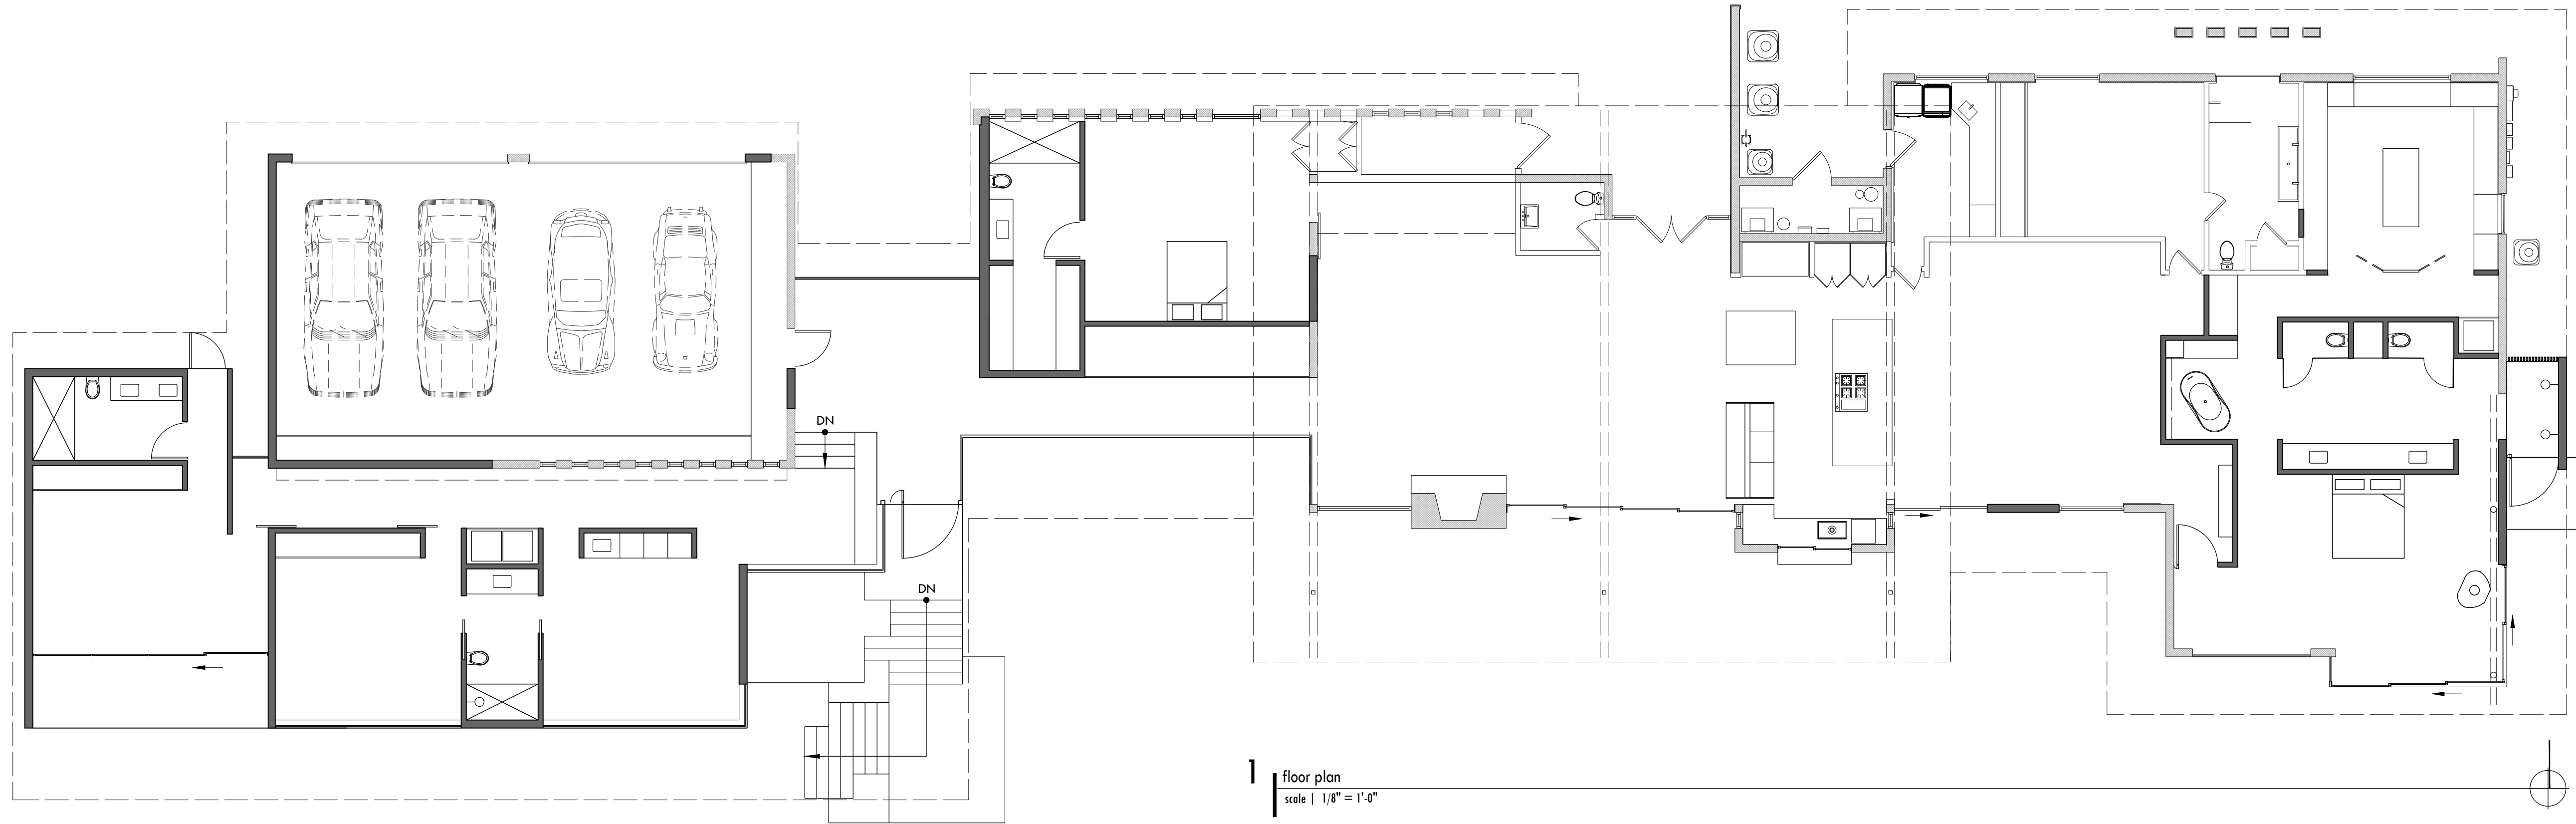 DN
DN
1
floor plan
scale | 1/8" = 1'-0"